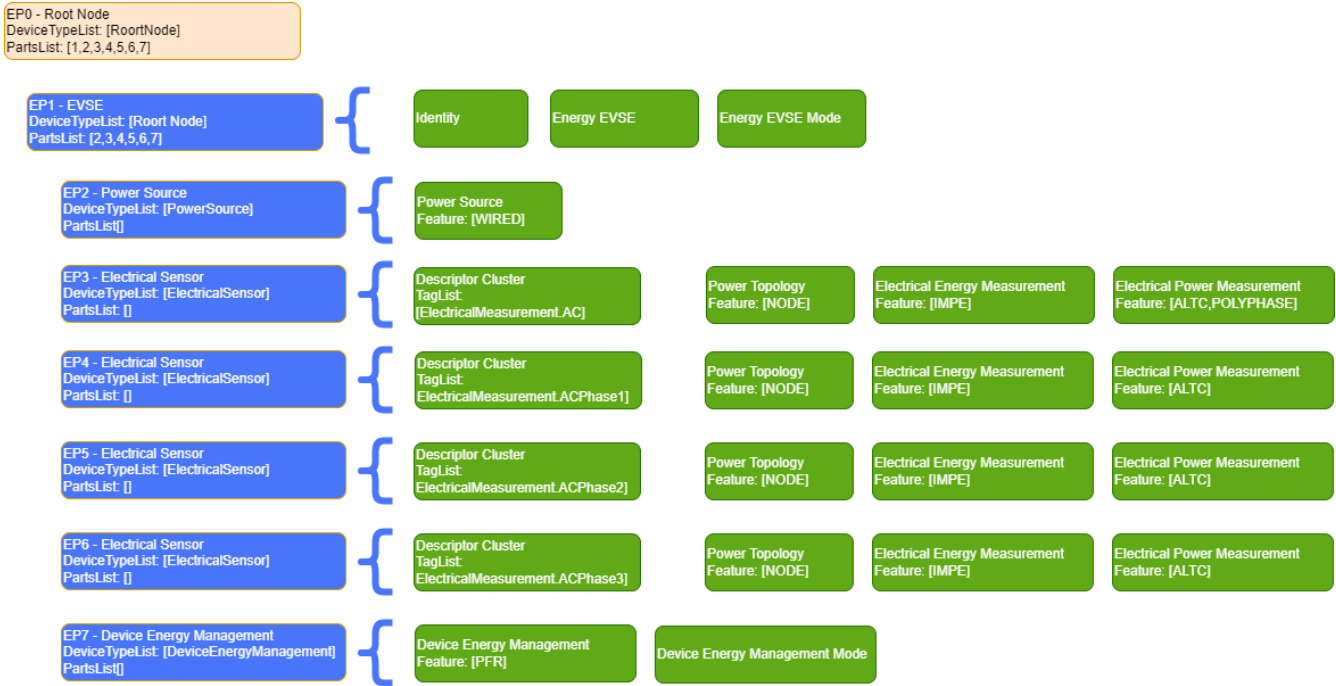 EP0 - Root Node
DeviceTypeList: [RoortNode]
PartsList: [1,2,3,4,5,6,7]
EP1 - EVSE
DeviceTypeList: [Roort Node]
PartsList: [2,3,4,5,6,7]
Identity
Energy EVSE
Energy EVSE Mode
EP2 - Power Source
DeviceTypeList: [PowerSource]
PartsList[]
Power Source
Feature: [WIRED]
EP3 - Electrical Sensor
DeviceTypeList: [ElectricalSensor]
PartsList: []
Descriptor Cluster
TagList:
[ElectricalMeasurement.AC]
Power Topology
Feature: [NODE]
Electrical Energy Measurement
Feature: [IMPE]
Electrical Power Measurement
Feature: [ALTC,POLYPHASE]
EP4 - Electrical Sensor
DeviceTypeList: [ElectricalSensor]
PartsList: []
Descriptor Cluster
TagList:
ElectricalMeasurement.ACPhase1]
Power Topology
Feature: [NODE]
Electrical Energy Measurement
Feature: [IMPE]
Electrical Power Measurement
Feature: [ALTC]
EP5 - Electrical Sensor
DeviceTypeList: [ElectricalSensor]
PartsList: []
Descriptor Cluster
TagList:
ElectricalMeasurement.ACPhase2]
Power Topology
Feature: [NODE]
Electrical Energy Measurement
Feature: [IMPE]
Electrical Power Measurement
Feature: [ALTC]
EP6 - Electrical Sensor
DeviceTypeList: [ElectricalSensor]
PartsList: []
Descriptor Cluster
TagList:
ElectricalMeasurement.ACPhase3]
Power Topology
Feature: [NODE]
Electrical Energy Measurement
Feature: [IMPE]
Electrical Power Measurement
Feature: [ALTC]
EP7 - Device Energy Management
DeviceTypeList: [DeviceEnergyManagement]
PartsList[]
Device Energy Management
Feature: [PFR]
Device Energy Management Mode